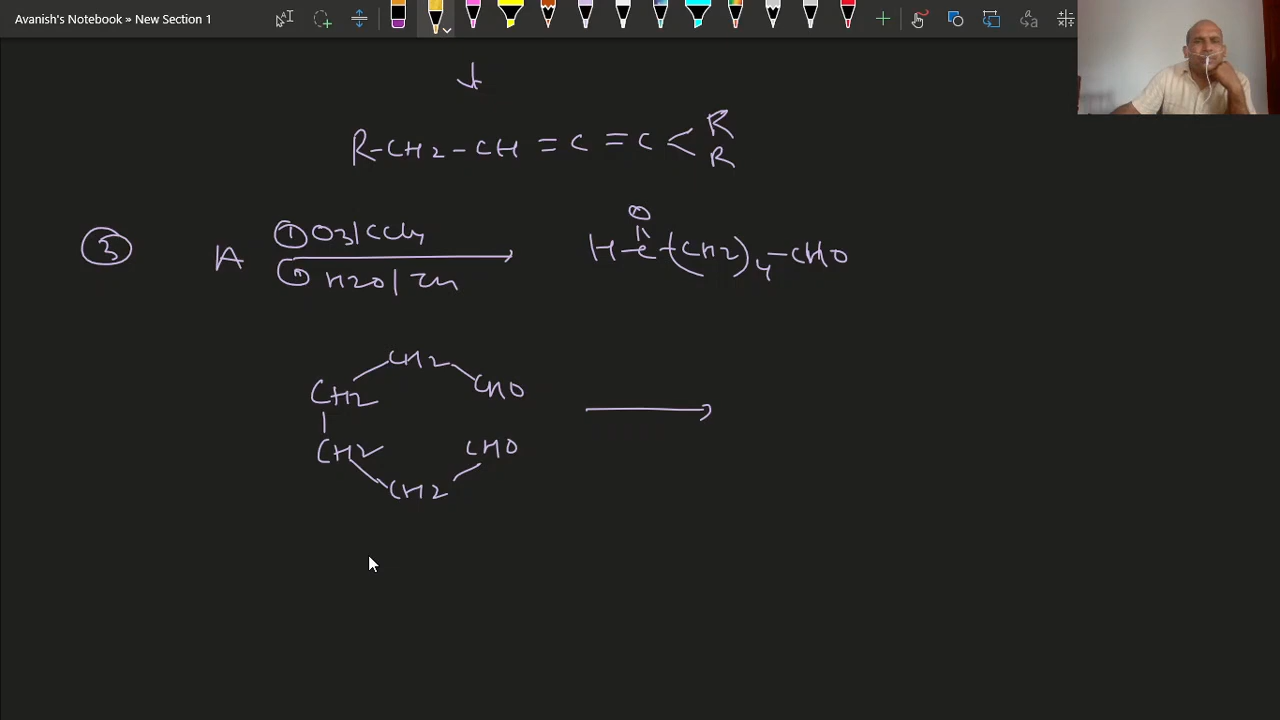 Avanish's Notebook » New Section 1
R-CH2-CH=C=C<R
R
③ A ① O3/CCl4 H-C-(CH2)4-CHO
O
② H2O/Zn
CH2
CH2 CHO
CH2 CHO
CH2